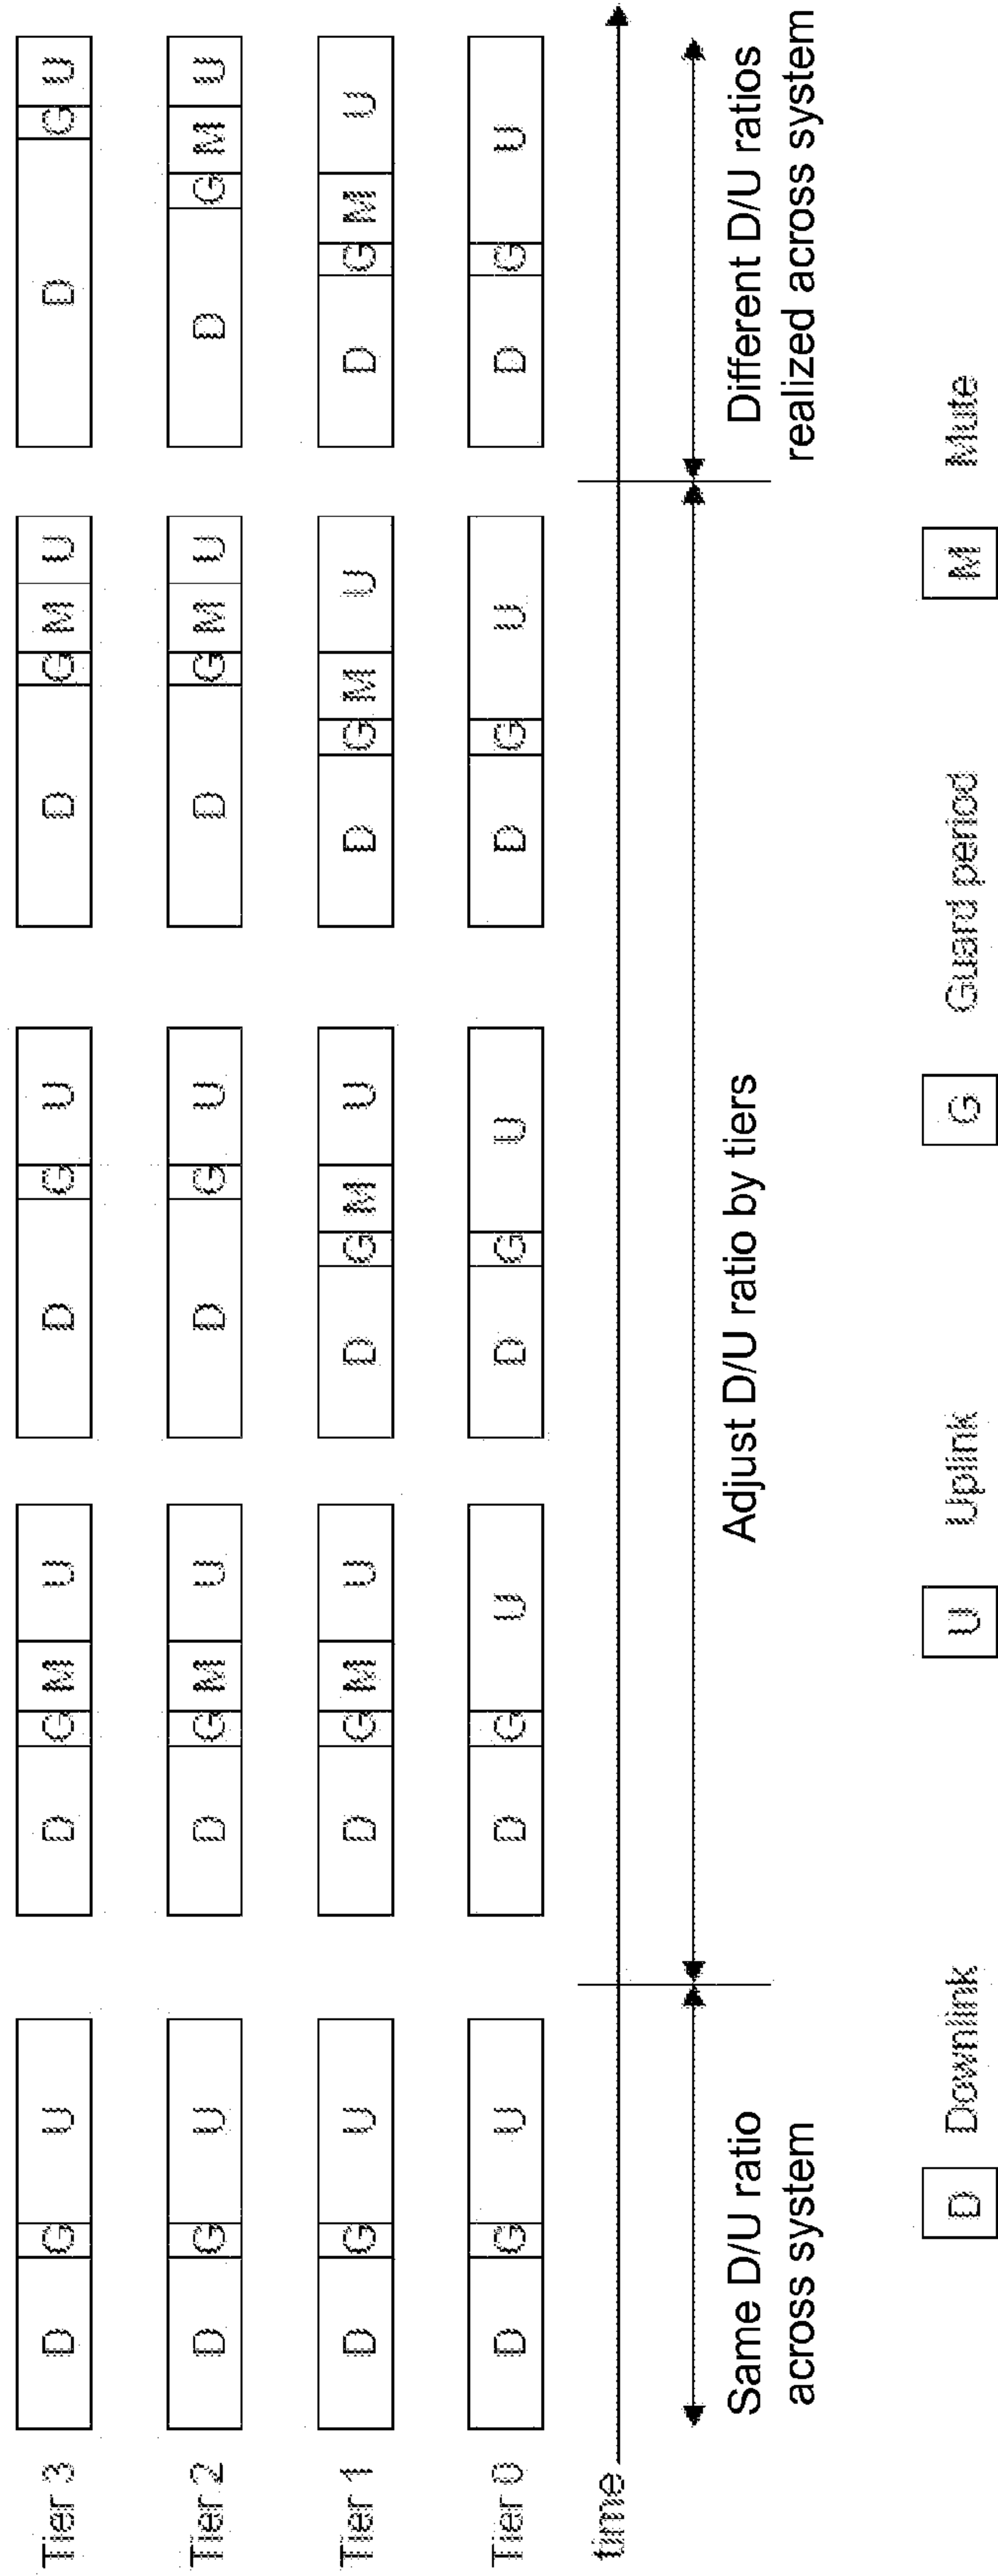 Tier 3 D G U D G M U D G U D G M U D G U
Tier 2 D G U D G M U D G U D G M U D G M U
Tier 1 D G U D G M U D G M U D G M U D G M U
Tier 0 D G U D G U D G U D G U D G U
time
Same D/U ratio
across system
Adjust D/U ratio by tiers
Different D/U ratios
realized across system
D Downlink U Uplink G Guard period M Mute